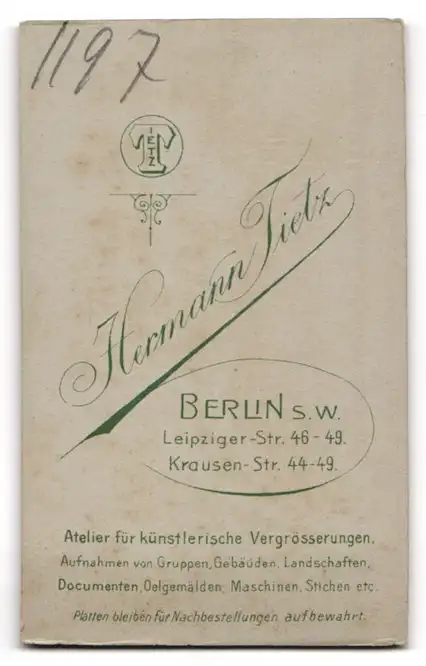 1197
TIETZ
Hermann Tietz
BERLIN S.W.
Leipziger-Str. 46-49.
Krausen-Str. 44-49.
Atelier für künstlerische Vergrösserungen,
Aufnahmen von Gruppen, Gebäuden, Landschaften,
Documenten, Oelgemälden, Maschinen, Stichen etc.
Platten bleiben für Nachbestellungen aufbewahrt.